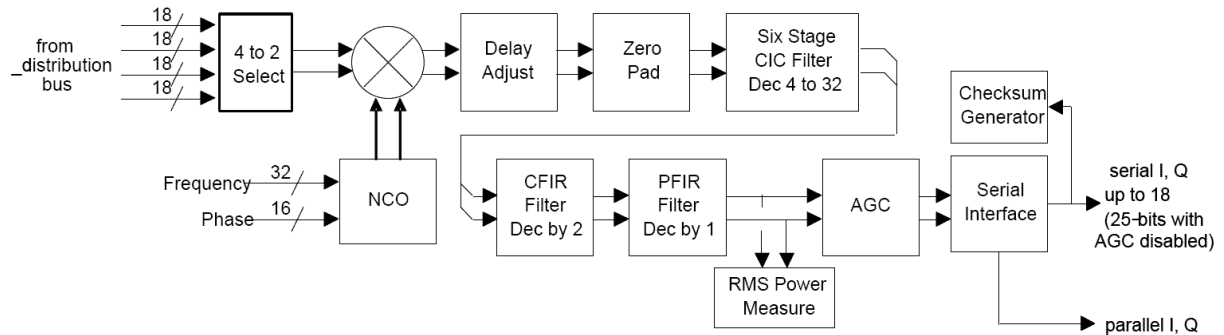 18
18
18
18
from
_distribution
bus
4 to 2
Select
Delay
Adjust
Zero
Pad
Six Stage
CIC Filter
Dec 4 to 32
Checksum
Generator
Frequency
32
Phase
16
NCO
CFIR
Filter
Dec by 2
PFIR
Filter
Dec by 1
AGC
Serial
Interface
serial I, Q
up to 18
(25-bits with
AGC disabled)
RMS Power
Measure
parallel I, Q